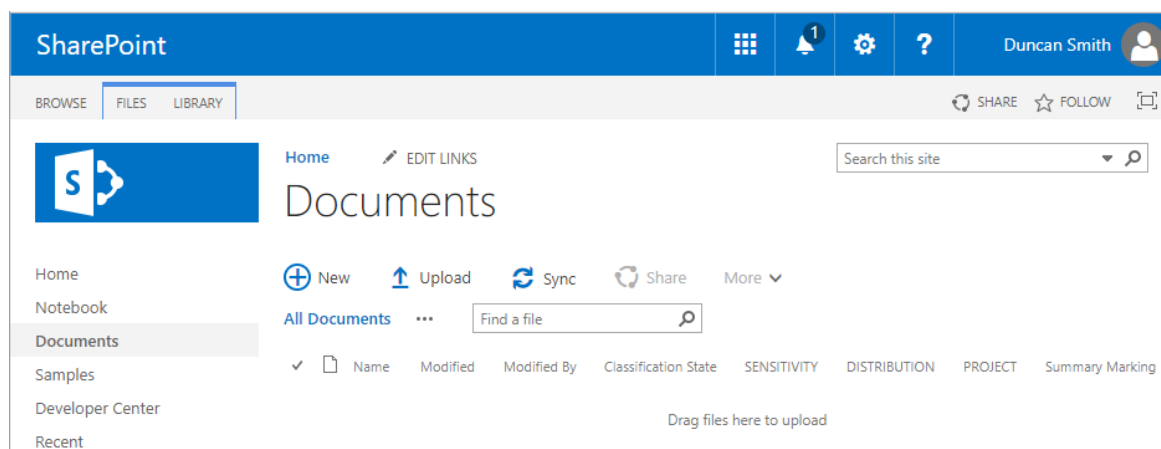 SharePoint 1 ? Duncan Smith
BROWSE FILES LIBRARY SHARE FOLLOW
S
Home EDIT LINKS Search this site
Documents
Home
Notebook
Documents
Samples
Developer Center
Recent
New Upload Sync Share More
All Documents ... Find a file
Name Modified Modified By Classification State SENSITIVITY DISTRIBUTION PROJECT Summary Marking
Drag files here to upload